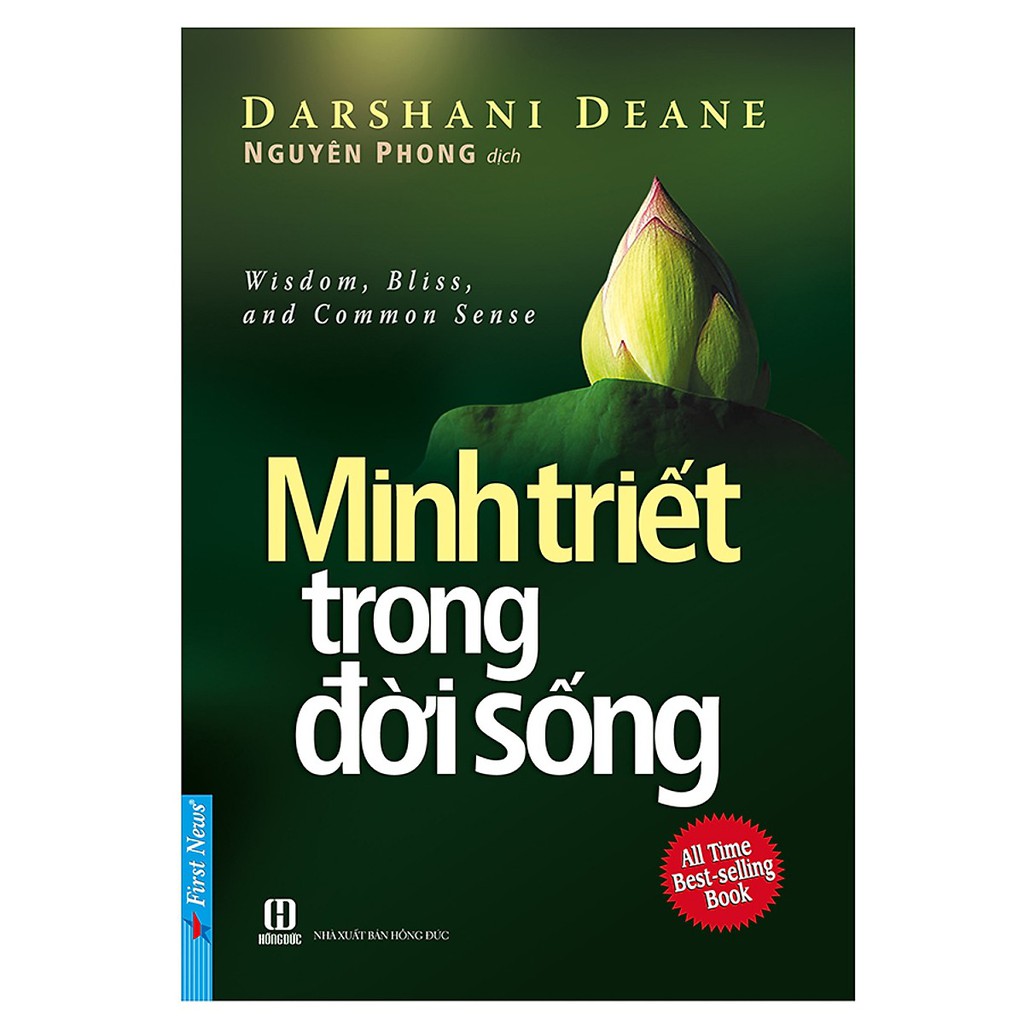 DARSHANI DEANE
NGUYÊN PHONG dịch
Wisdom, Bliss,
and Common Sense
Minh triết
trong
đời sống
All Time
Best-selling
Book
First News®
H
HỒNG ĐỨC
NHÀ XUẤT BẢN HỒNG ĐỨC